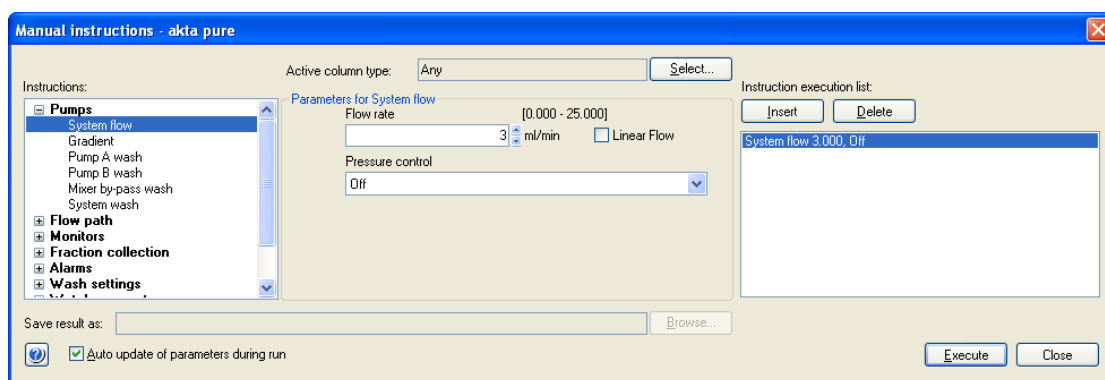 Manual instructions - akta pure
Active column type: Any Select...
Instructions:
Pumps
System flow
Gradient
Pump A wash
Pump B wash
Mixer by-pass wash
System wash
Flow path
Monitors
Fraction collection
Alarms
Wash settings
Parameters for System flow
Flow rate [0.000 - 25.000]
3 ml/min Linear Flow
Pressure control
Off
Instruction execution list:
Insert Delete
System flow 3.000, Off
Save result as: Browse...
Auto update of parameters during run
Execute Close